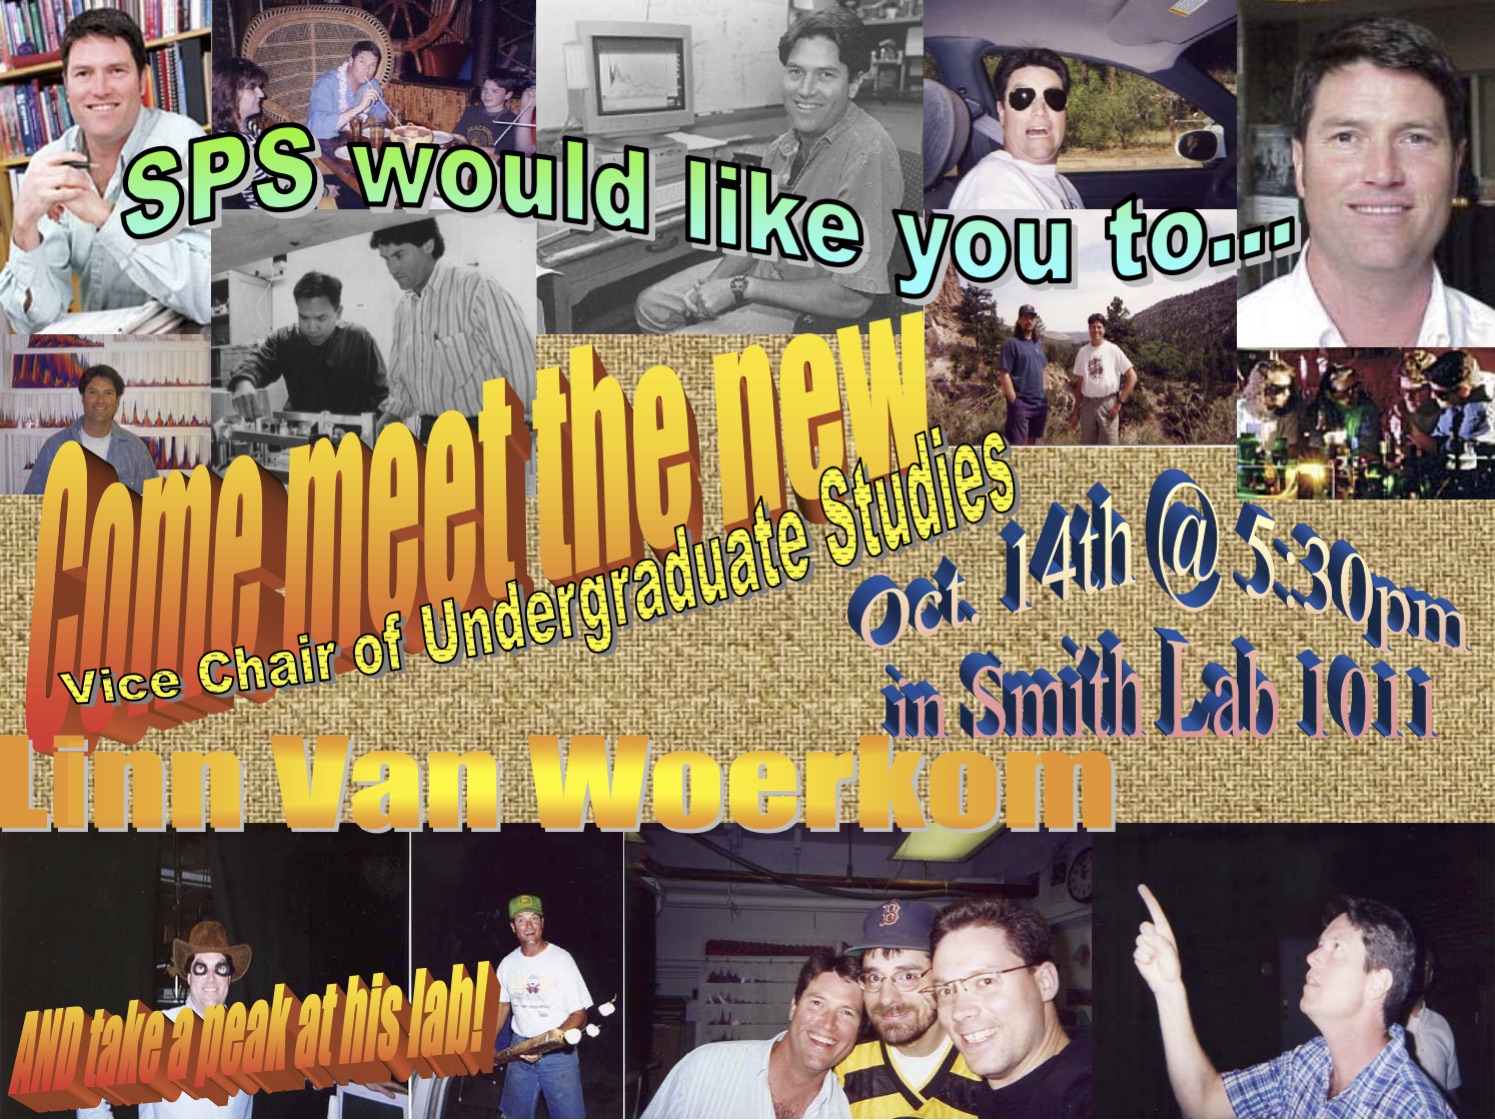 SPS would like you to...
Come meet the new
Vice Chair of Undergraduate Studies
Oct. 14th @ 5:30pm
in Smith Lab 1011
Linn Van Woerkom
AND take a peak at his lab!
B